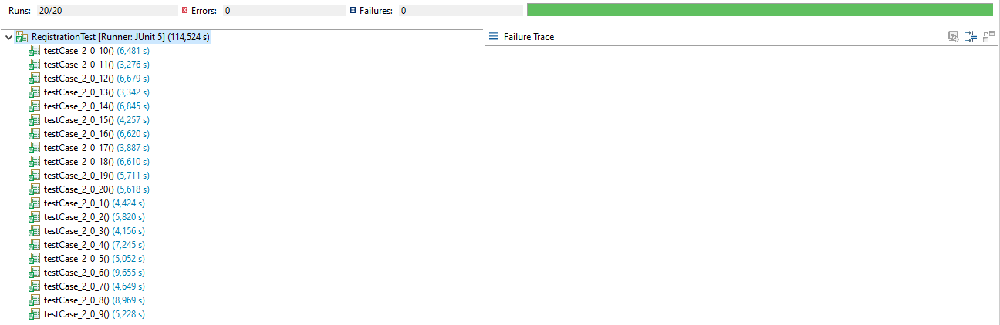 Runs: 20/20 Errors: 0 Failures: 0
RegistrationTest [Runner: JUnit 5] (114,524 s)
Failure Trace
testCase_2_0_10() (6,481 s)
testCase_2_0_11() (3,276 s)
testCase_2_0_12() (6,679 s)
testCase_2_0_13() (3,342 s)
testCase_2_0_14() (6,845 s)
testCase_2_0_15() (4,257 s)
testCase_2_0_16() (6,620 s)
testCase_2_0_17() (3,887 s)
testCase_2_0_18() (6,610 s)
testCase_2_0_19() (5,711 s)
testCase_2_0_20() (5,618 s)
testCase_2_0_1() (4,424 s)
testCase_2_0_2() (5,820 s)
testCase_2_0_3() (4,156 s)
testCase_2_0_4() (7,245 s)
testCase_2_0_5() (5,052 s)
testCase_2_0_6() (9,655 s)
testCase_2_0_7() (4,649 s)
testCase_2_0_8() (8,969 s)
testCase_2_0_9() (5,228 s)